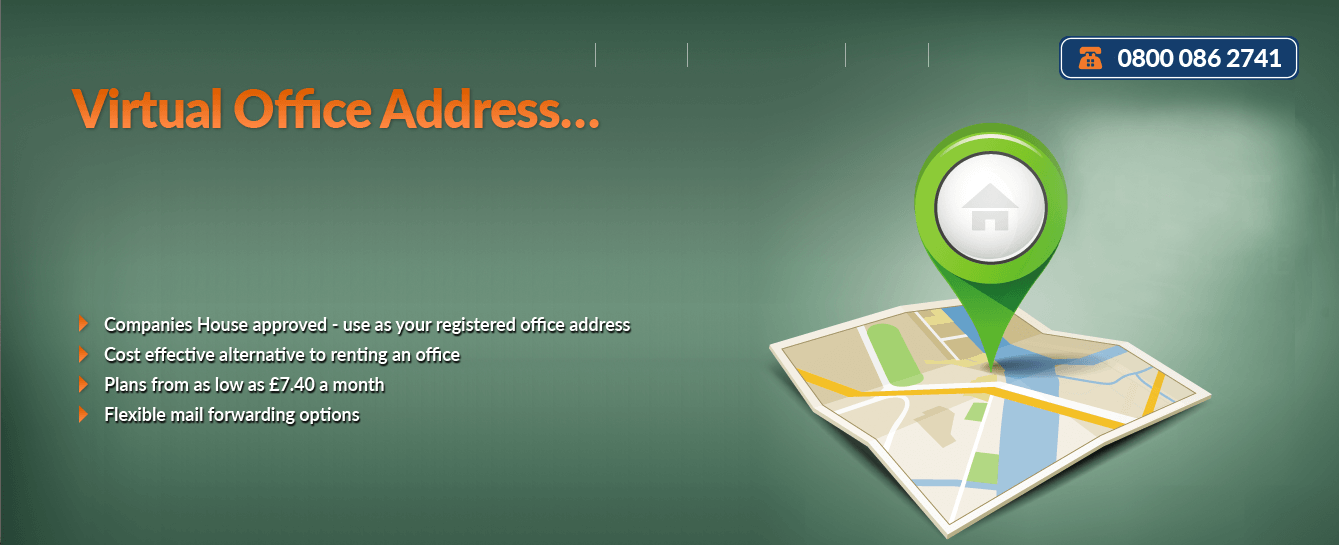 0800 086 2741
Virtual Office Address...
Companies House approved - use as your registered office address
Cost effective alternative to renting an office
Plans from as low as £7.40 a month
Flexible mail forwarding options